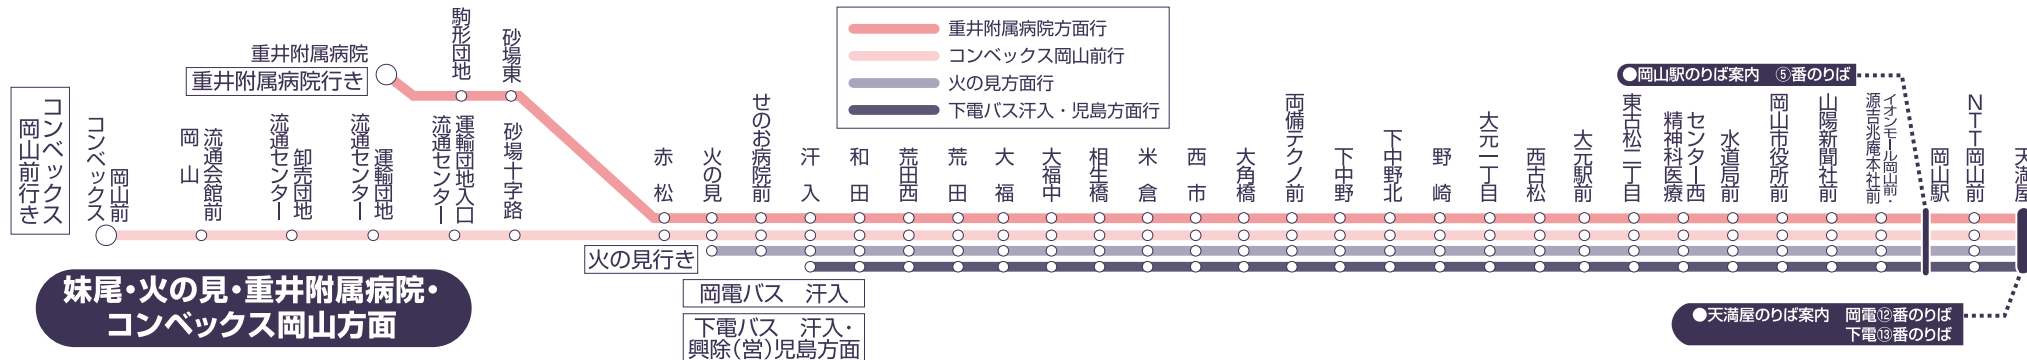 重井附属病院方面行
コンベックス岡山前行
火の見方面行
下電バス汗入・児島方面行
重井附属病院
重井附属病院行き
駒形団地
砂場東
コンベックス
岡山前行き
コンベックス
岡山前
岡山
流通会館前
流通センター
卸売団地
流通センター
運輸団地
流通センター
運輸団地入口
砂場十字路
赤松
火の見
せのお病院前
汗入
和田
荒田西
荒田
大福
大福中
相生橋
米倉
西市
大角橋
両備テクノ前
下中野
下中野北
野崎
大元一丁目
西古松
大元駅前
東古松二丁目
精神科医療
センター西
水道局前
岡山市役所前
山陽新聞社前
イオンモール岡山前・
源吉兆庵本社前
岡山駅
NTT岡山前
天満屋
●岡山駅のりば案内 ⑤番のりば
火の見行き
岡電バス 汗入
下電バス 汗入・
興除(営)児島方面
妹尾・火の見・重井附属病院・
コンベックス岡山方面
●天満屋のりば案内 岡電⑫番のりば
下電⑬番のりば